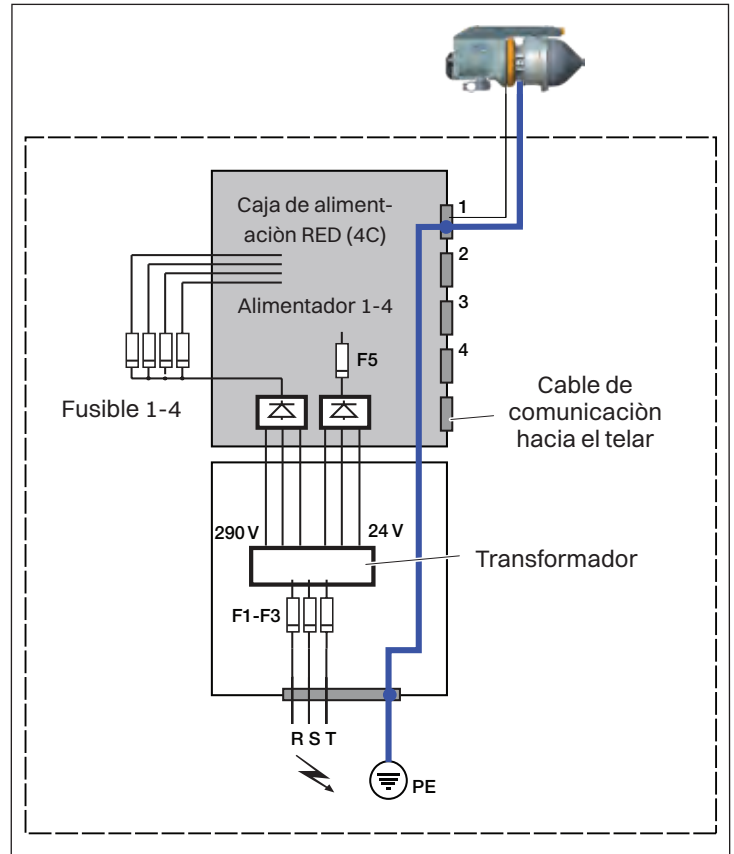 Caja de aliment-
aciòn RED (4C)
1
2
3
4
Alimentador 1-4
F5
Fusible 1-4
Cable de
comunicaciòn
hacia el telar
290 V
24 V
Transformador
F1-F3
R S T
PE